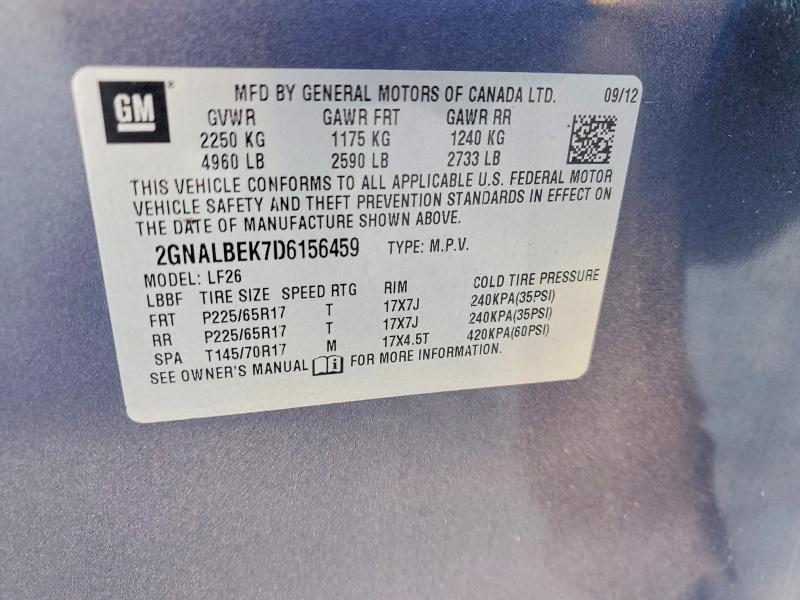 GM ® MFD BY GENERAL MOTORS OF CANADA LTD. 09/12
GVWR GAWR FRT GAWR RR
2250 KG 1175 KG 1240 KG
4960 LB 2590 LB 2733 LB
THIS VEHICLE CONFORMS TO ALL APPLICABLE U.S. FEDERAL MOTOR
VEHICLE SAFETY AND THEFT PREVENTION STANDARDS IN EFFECT ON
THE DATE OF MANUFACTURE SHOWN ABOVE.
2GNALBEK7D6156459 TYPE: M.P.V.
MODEL: LF26
LBBF TIRE SIZE SPEED RTG RIM COLD TIRE PRESSURE
FRT P225/65R17 T 17X7J 240KPA(35PSI)
RR P225/65R17 T 17X7J 240KPA(35PSI)
SPA T145/70R17 M 17X4.5T 420KPA(60PSI)
SEE OWNER'S MANUAL FOR MORE INFORMATION.